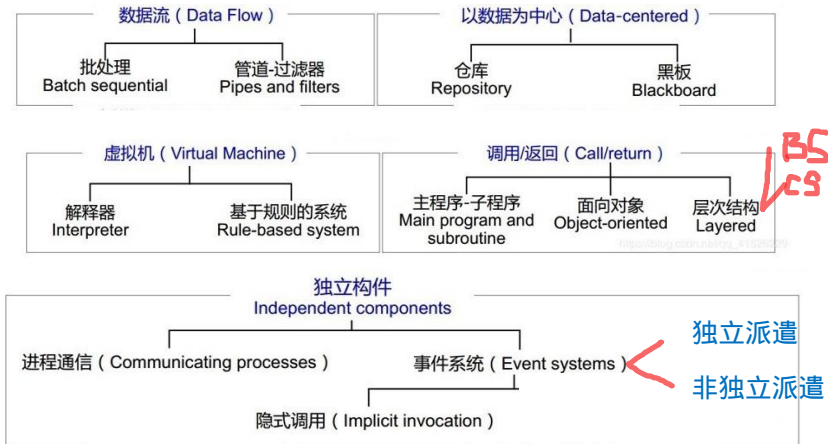 数据流（Data Flow）
批处理
Batch sequential
管道-过滤器
Pipes and filters
以数据为中心（Data-centered）
仓库
Repository
黑板
Blackboard
虚拟机（Virtual Machine）
解释器
Interpreter
基于规则的系统
Rule-based system
调用/返回（Call/return）
主程序-子程序
Main program and
subroutine
面向对象
Object-oriented
层次结构
Layered
BS
CS
独立构件
Independent components
进程通信（Communicating processes）
事件系统（Event systems）
隐式调用（Implicit invocation）
独立派遣
非独立派遣